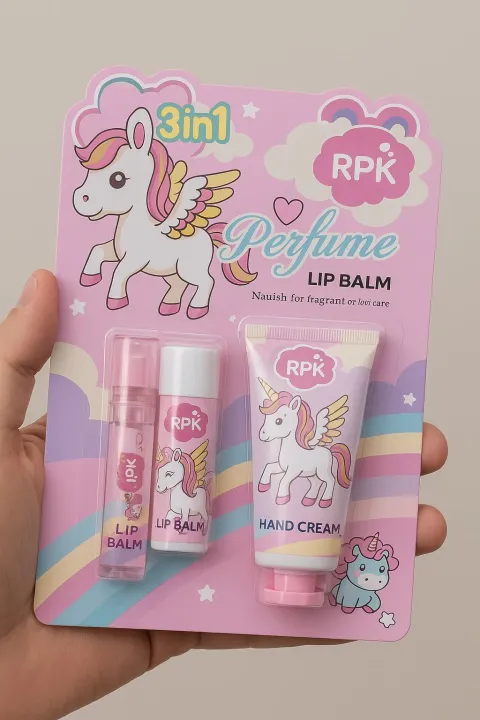 3in1
RPK
Perfume
LIP BALM
Nauish for fragrant or lovi care
RPK
RPK
LIP
BALM
LIP BALM
RPK
HAND CREAM